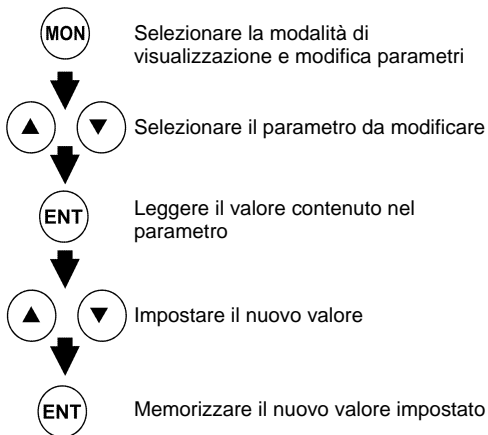 MON
Selezionare la modalità di
visualizzazione e modifica parametri
▲ ▼ Selezionare il parametro da modificare
ENT
Leggere il valore contenuto nel
parametro
▲ ▼ Impostare il nuovo valore
ENT Memorizzare il nuovo valore impostato